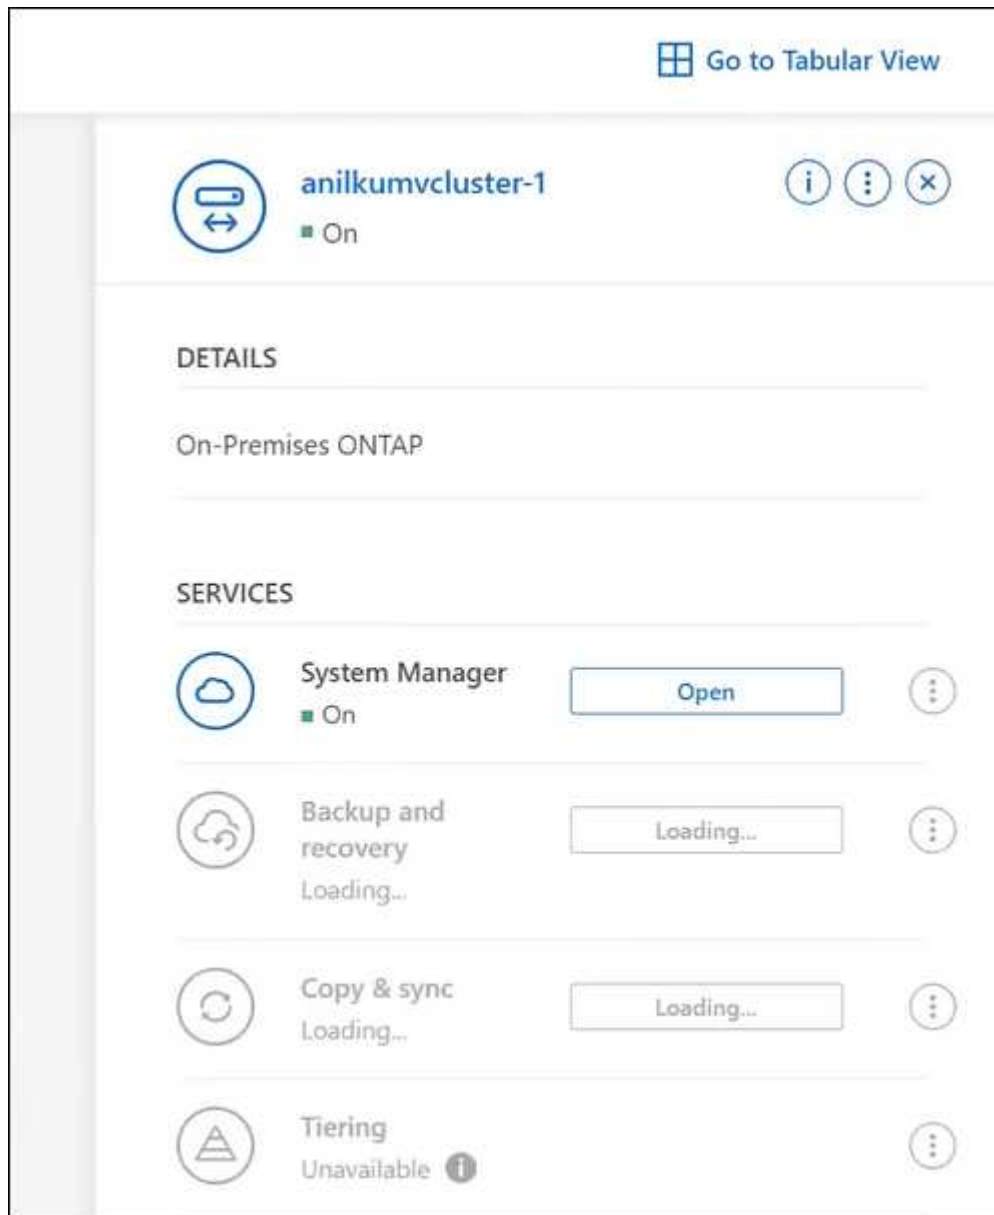 Go to Tabular View
anilkumvcluster-1
On
DETAILS
On-Premises ONTAP
SERVICES
System Manager
On
Open
Backup and
recovery
Loading...
Loading...
Copy & sync
Loading...
Loading...
Tiering
Unavailable